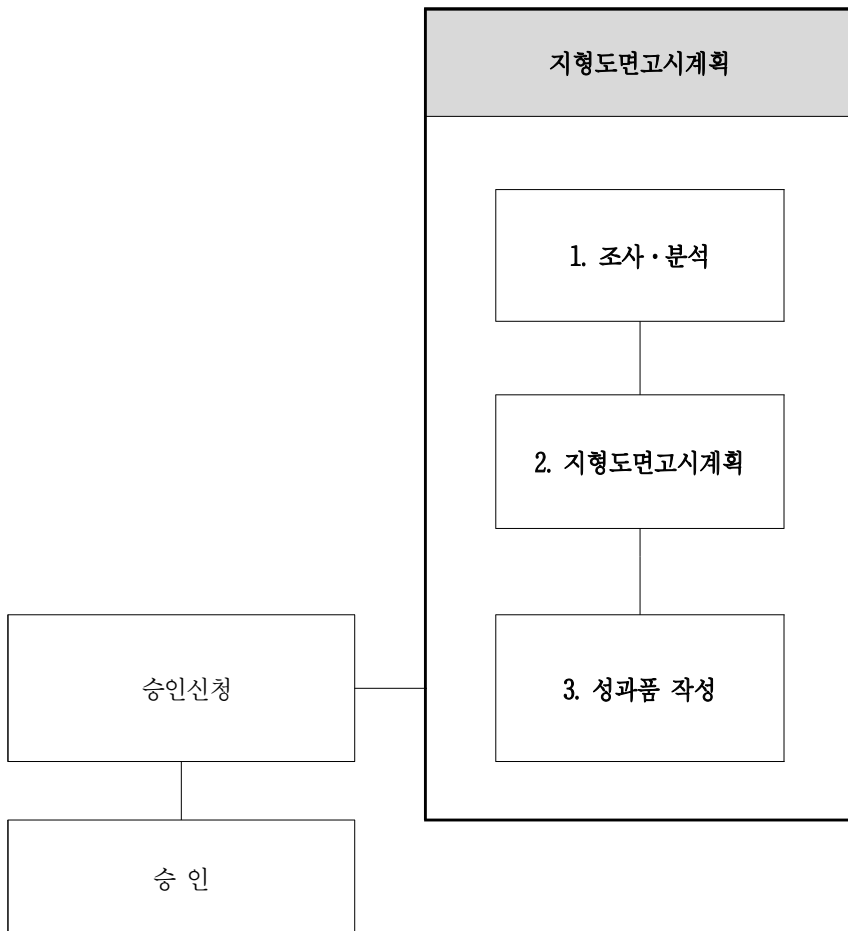 지형도면고시계획
1. 조사·분석
2. 지형도면고시계획
3. 성과품 작성
승인신청
승 인